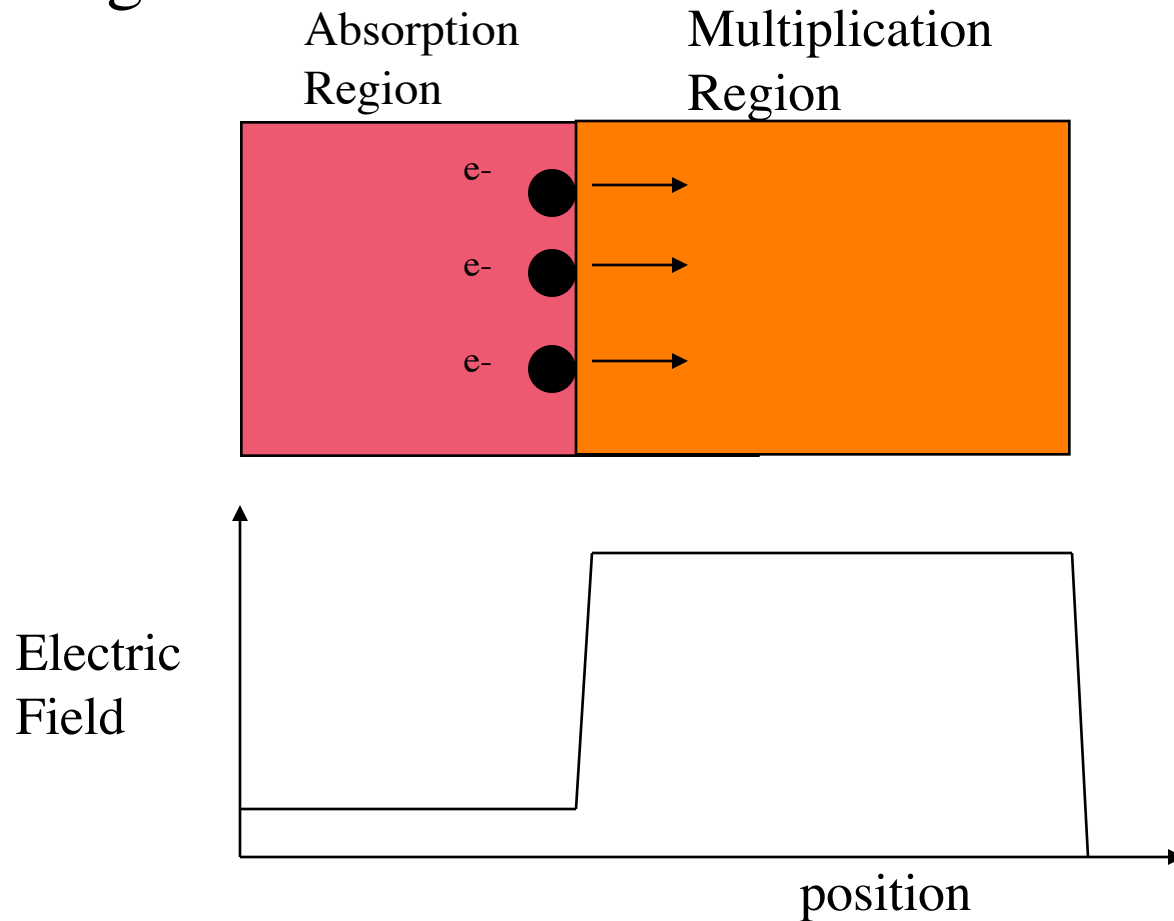 Absorption
Region
Multiplication
Region
e-
e-
e-
Electric
Field
position